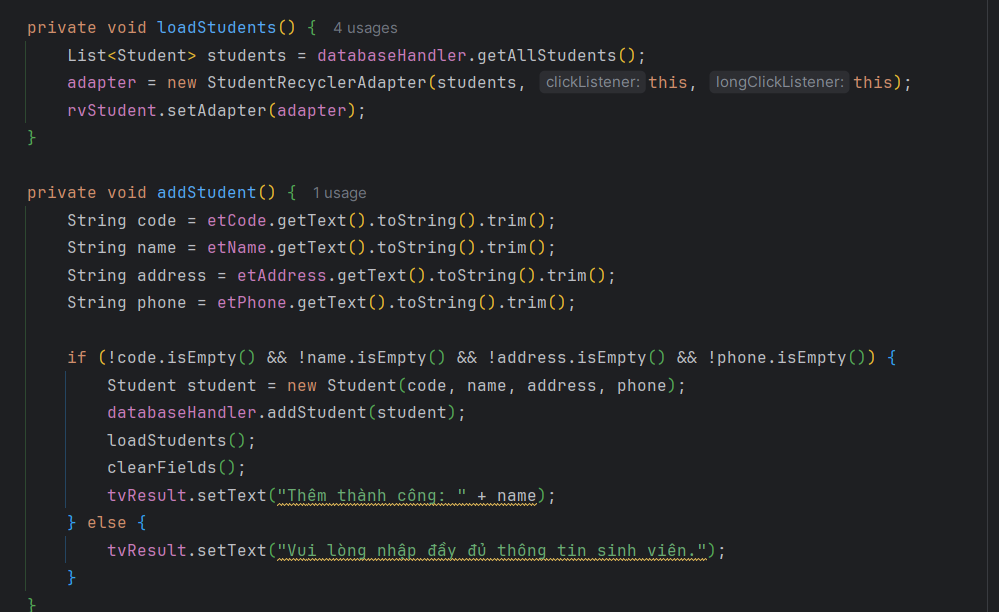 private void loadStudents() { 4 usages
List<Student> students = databaseHandler.getAllStudents();
adapter = new StudentRecyclerAdapter(students, clickListener: this, longClickListener: this);
rvStudent.setAdapter(adapter);
}
private void addStudent() { 1 usage
String code = etCode.getText().toString().trim();
String name = etName.getText().toString().trim();
String address = etAddress.getText().toString().trim();
String phone = etPhone.getText().toString().trim();
if (!code.isEmpty() && !name.isEmpty() && !address.isEmpty() && !phone.isEmpty()) {
Student student = new Student(code, name, address, phone);
databaseHandler.addStudent(student);
loadStudents();
clearFields();
tvResult.setText("Thêm thành công: " + name);
} else {
tvResult.setText("Vui lòng nhập đầy đủ thông tin sinh viên.");
}
}